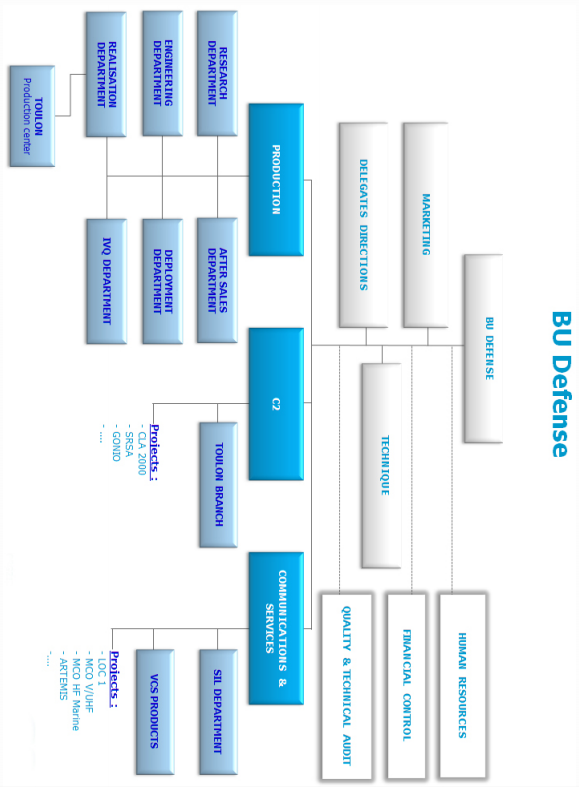 BU Defense
BU DEFENSE
MARKETING
HUMAN RESOURCES
FINANCIAL CONTROL
DELEGATES DIRECTIONS
TECHNIQUE
QUALITY & TECHNICAL AUDIT
PRODUCTION
C2
COMMUNICATIONS &
SERVICES
RESEARCH
DEPARTMENT
AFTER SALES
DEPARTMENT
ENGINEERING
DEPARTMENT
DEPLOYMENT
DEPARTMENT
REALISATION
DEPARTMENT
IVQ DEPARTMENT
TOULON
Production center
TOULON BRANCH
Projects :
- CLA 2000
- SRSA
- GONIO
- ....
SIL DEPARTMENT
VCS PRODUCTS
Projects :
- LOC 1
- MCO V/UHF
- MCO HF Marine
- ARTEMIS
-....